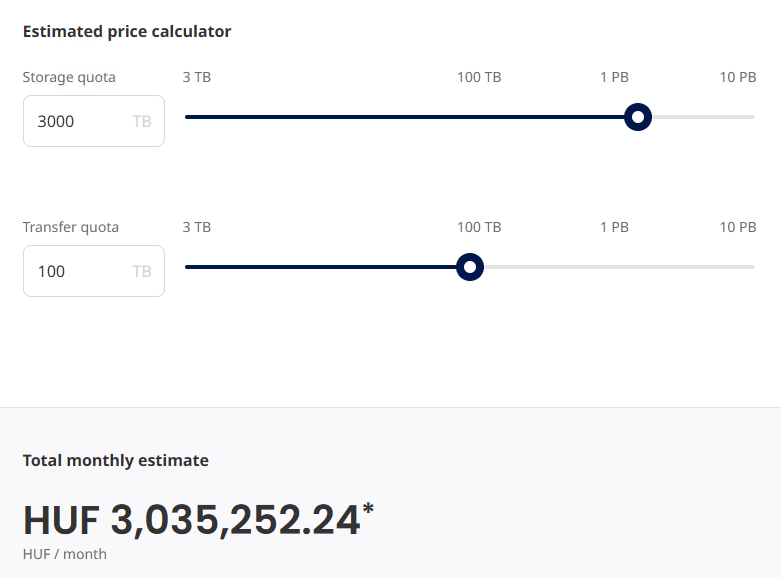 Estimated price calculator
Storage quota 3 TB 100 TB 1 PB 10 PB
3000 TB
Transfer quota 3 TB 100 TB 1 PB 10 PB
100 TB
Total monthly estimate
HUF 3,035,252.24*
HUF / month